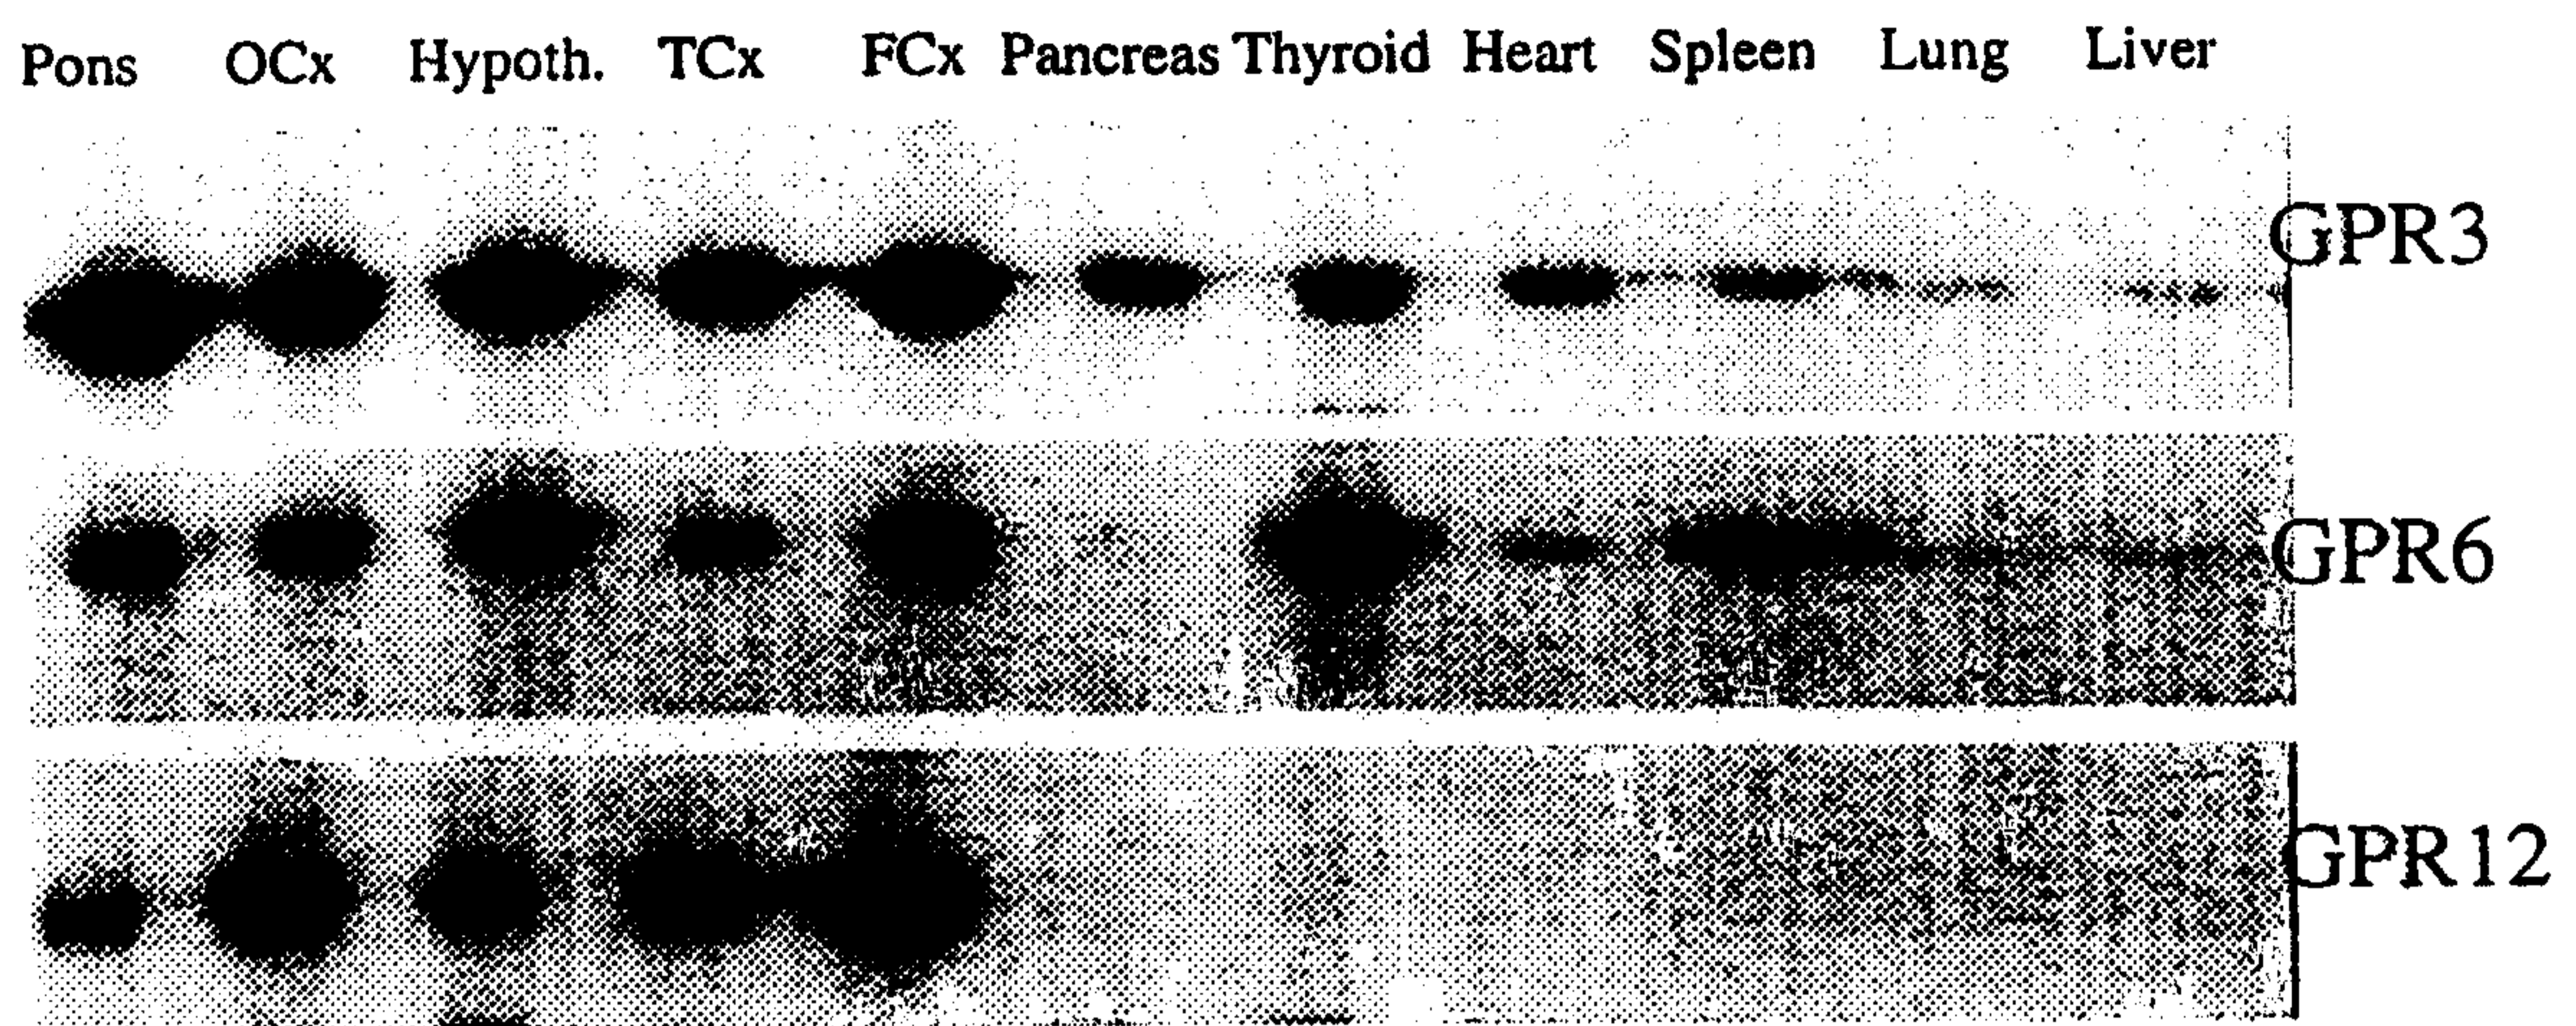 Pons OCx Hypoth. TCx FCx Pancreas Thyroid Heart Spleen Lung Liver
GPR3
GPR6
GPR12